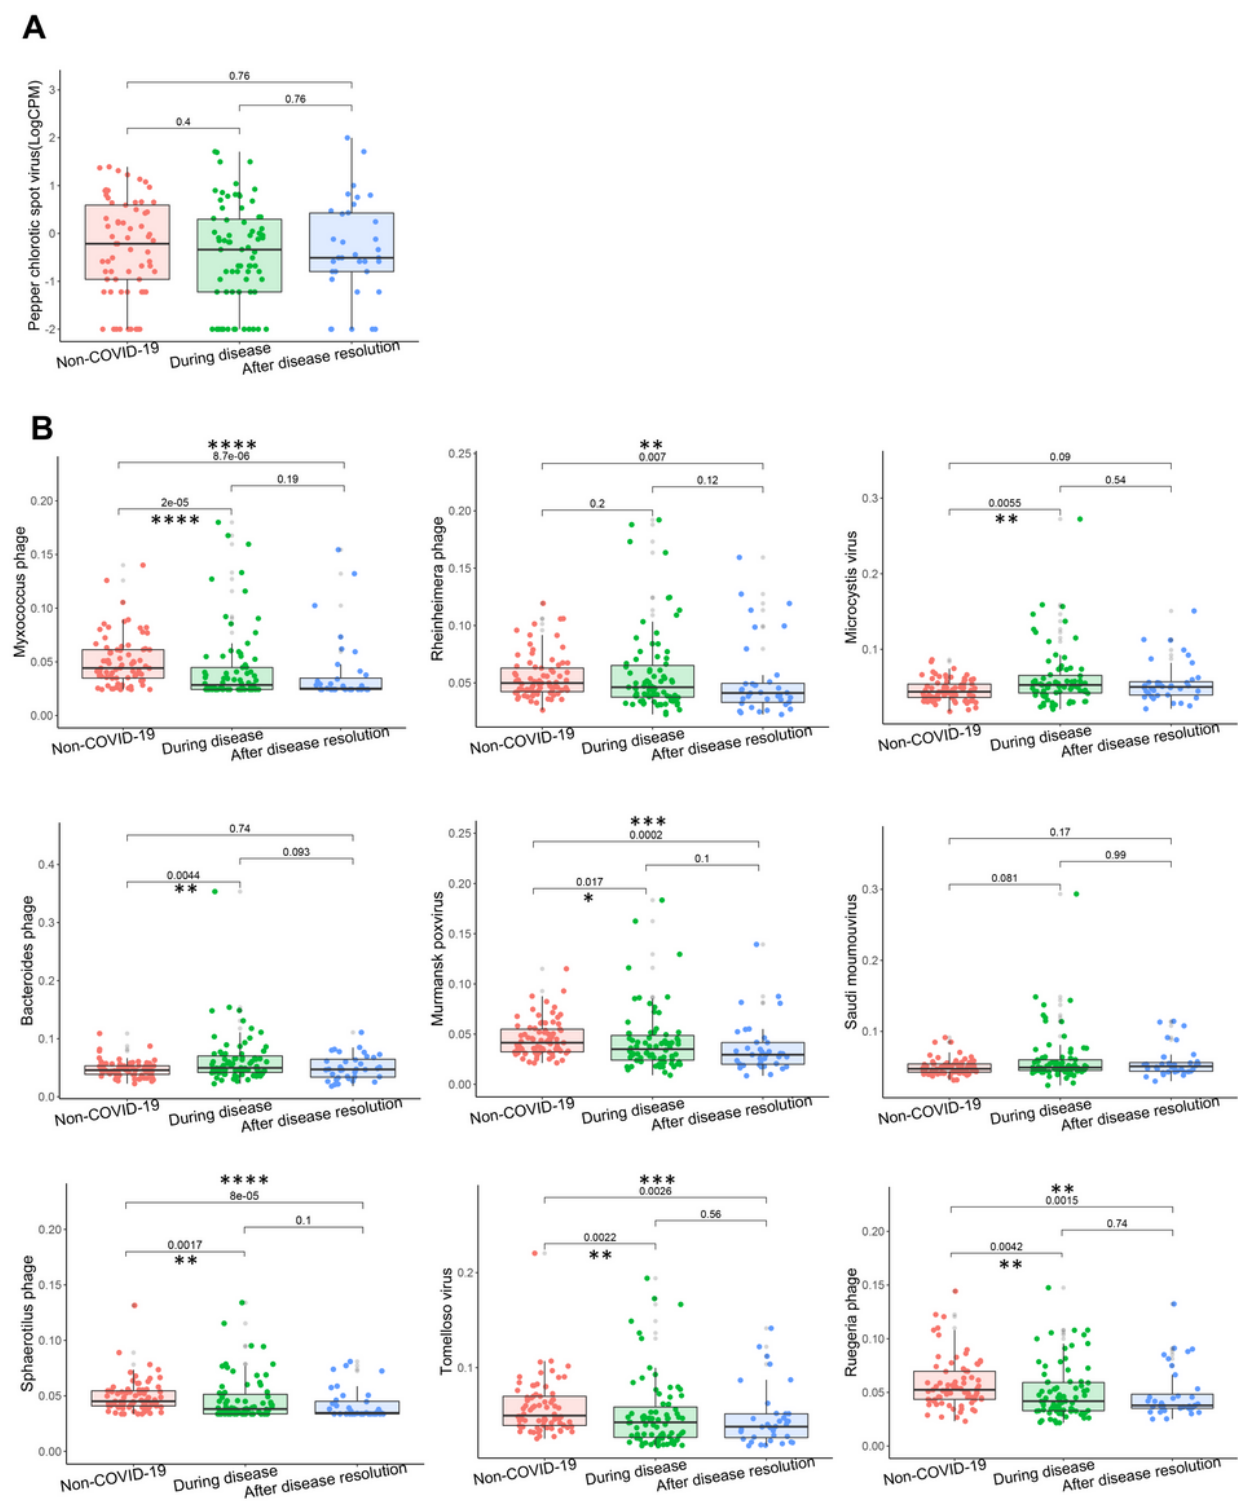 A
Pepper chlorotic spot virus(LogCPM)
0.76
0.76
0.4
3
2
1
0
-1
-2
Non-COVID-19
During disease
After disease resolution
B
Myxococcus phage
****
8.7e-06
0.19
2e-05
****
0.20
0.15
0.10
0.05
0.00
Non-COVID-19
During disease
After disease resolution
Rheinheimera phage
**
0.007
0.12
0.2
0.25
0.20
0.15
0.10
0.05
Non-COVID-19
During disease
After disease resolution
Microcystis virus
0.09
0.54
0.0055
**
0.3
0.2
0.1
Non-COVID-19
During disease
After disease resolution
Bacteroides phage
0.74
0.093
0.0044
**
0.4
0.3
0.2
0.1
0.0
Non-COVID-19
During disease
After disease resolution
Murmansk poxvirus
***
0.0002
0.1
0.017
*
0.25
0.20
0.15
0.10
0.05
0.00
Non-COVID-19
During disease
After disease resolution
Saudi moumouvirus
0.17
0.99
0.081
0.3
0.2
0.1
Non-COVID-19
During disease
After disease resolution
Sphaerotilus phage
****
8e-05
0.1
0.0017
**
0.20
0.15
0.10
0.05
0.00
Non-COVID-19
During disease
After disease resolution
Tomelloso virus
***
0.0026
0.56
0.0022
**
0.2
0.1
Non-COVID-19
During disease
After disease resolution
Ruegeria phage
**
0.0015
0.74
0.0042
**
0.20
0.15
0.10
0.05
0.00
Non-COVID-19
During disease
After disease resolution